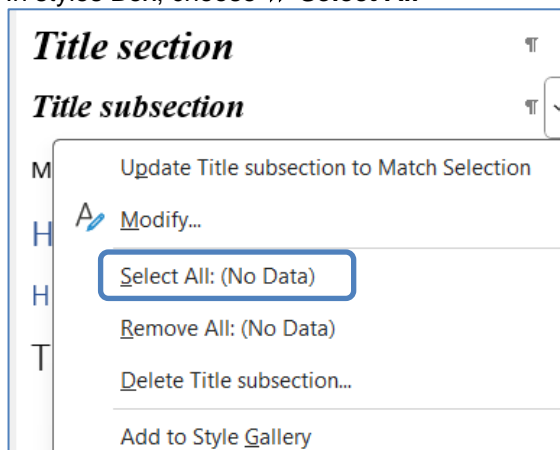 Title section ¶
Title subsection ¶
M
Update Title subsection to Match Selection
H
Modify...
H
Select All: (No Data)
Remove All: (No Data)
T
Delete Title subsection...
Add to Style Gallery